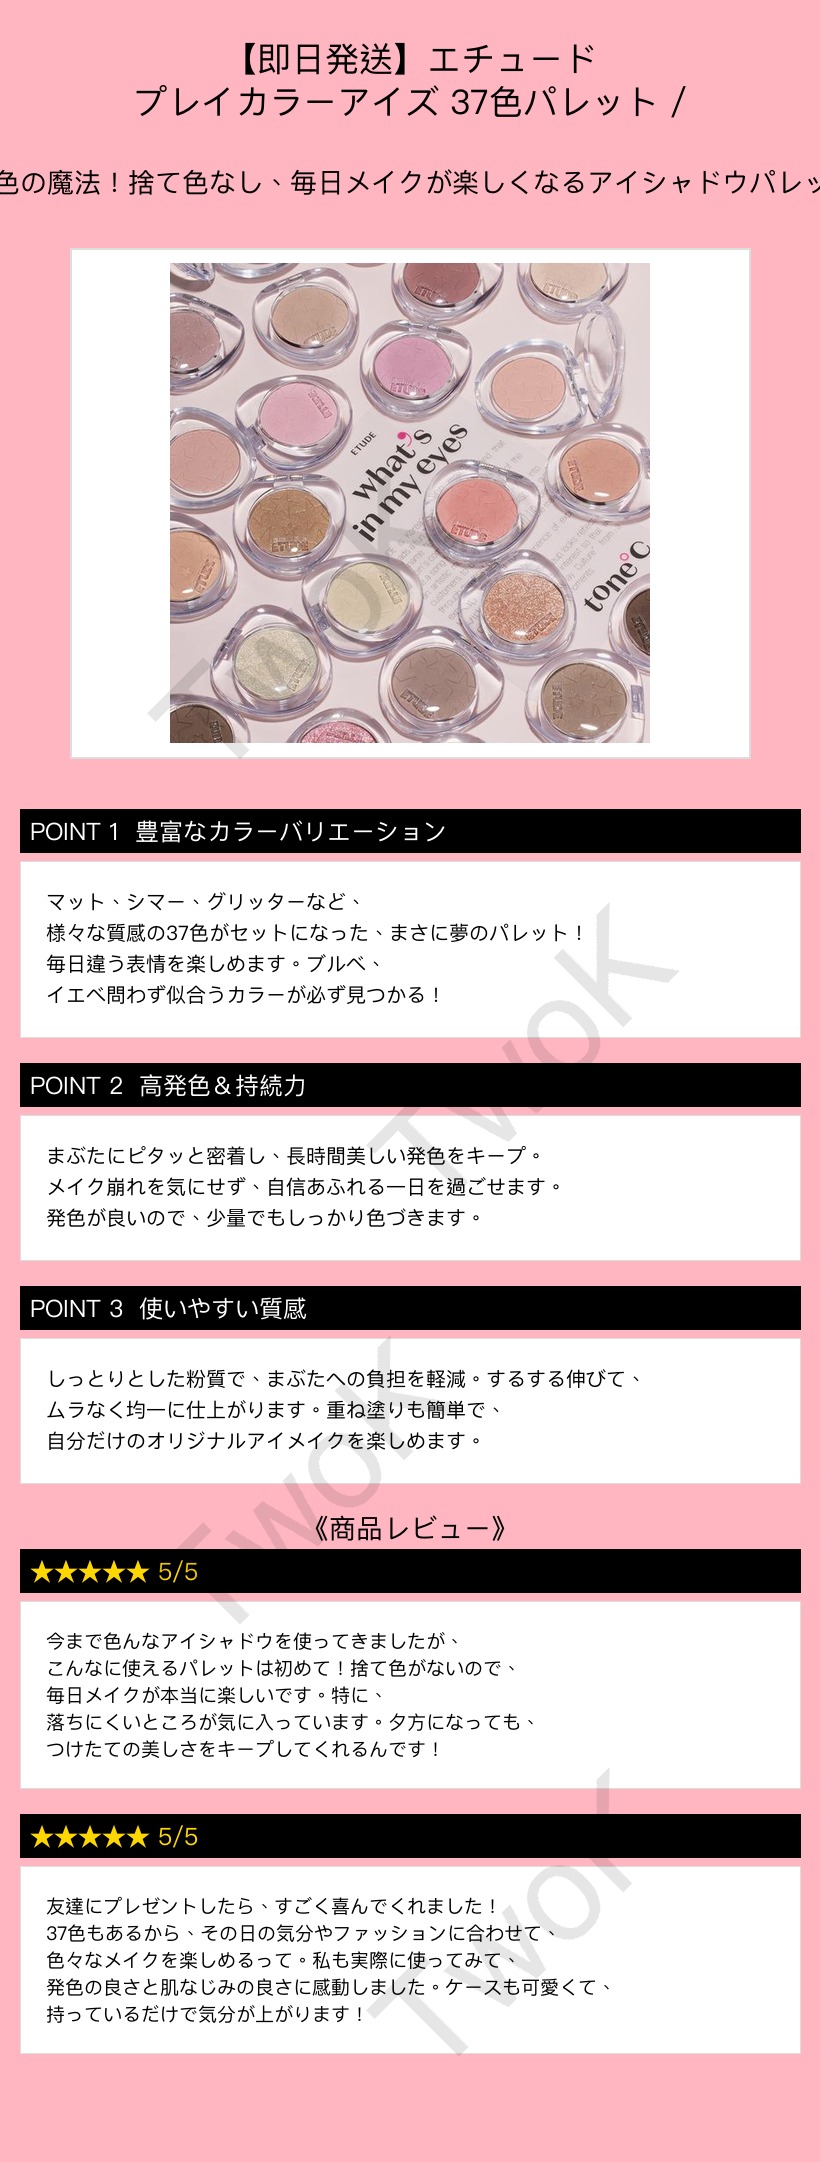 【即日発送】エチュード
プレイカラーアイズ 37色パレット /
色の魔法！捨て色なし、毎日メイクが楽しくなるアイシャドウパレッ
ETUDE
what's
in my eyes
tone°C
POINT 1 豊富なカラーバリエーション
マット、シマー、グリッターなど、
様々な質感の37色がセットになった、まさに夢のパレット！
毎日違う表情を楽しめます。ブルベ、
イエベ問わず似合うカラーが必ず見つかる！
POINT 2 高発色＆持続力
まぶたにピタッと密着し、長時間美しい発色をキープ。
メイク崩れを気にせず、自信あふれる一日を過ごせます。
発色が良いので、少量でもしっかり色づきます。
POINT 3 使いやすい質感
しっとりとした粉質で、まぶたへの負担を軽減。するする伸びて、
ムラなく均一に仕上がります。重ね塗りも簡単で、
自分だけのオリジナルアイメイクを楽しめます。
《商品レビュー》
★★★★★ 5/5
今まで色んなアイシャドウを使ってきましたが、
こんなに使えるパレットは初めて！捨て色がないので、
毎日メイクが本当に楽しいです。特に、
落ちにくいところが気に入っています。夕方になっても、
つけたての美しさをキープしてくれるんです！
★★★★★ 5/5
友達にプレゼントしたら、すごく喜んでくれました！
37色もあるから、その日の気分やファッションに合わせて、
色々なメイクを楽しめるって。私も実際に使ってみて、
発色の良さと肌なじみの良さに感動しました。ケースも可愛くて、
持っているだけで気分が上がります！
TwoK
TwoK
TwoK
TwoK